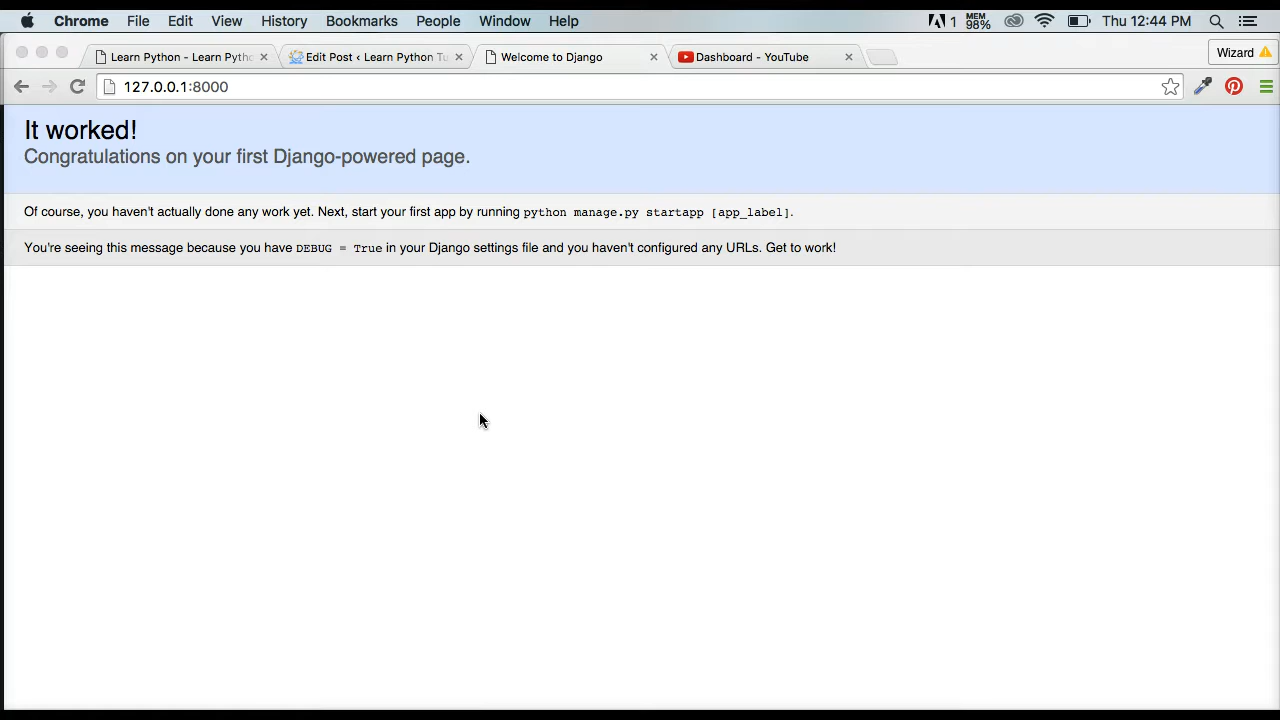 Chrome File Edit View History Bookmarks People Window Help 1 MEM 98% Thu 12:44 PM
Learn Python - Learn Pytho Edit Post ‹ Learn Python Tu Welcome to Django Dashboard - YouTube Wizard
127.0.0.1:8000
It worked!
Congratulations on your first Django-powered page.
Of course, you haven't actually done any work yet. Next, start your first app by running python manage.py startapp [app_label].
You're seeing this message because you have DEBUG = True in your Django settings file and you haven't configured any URLs. Get to work!